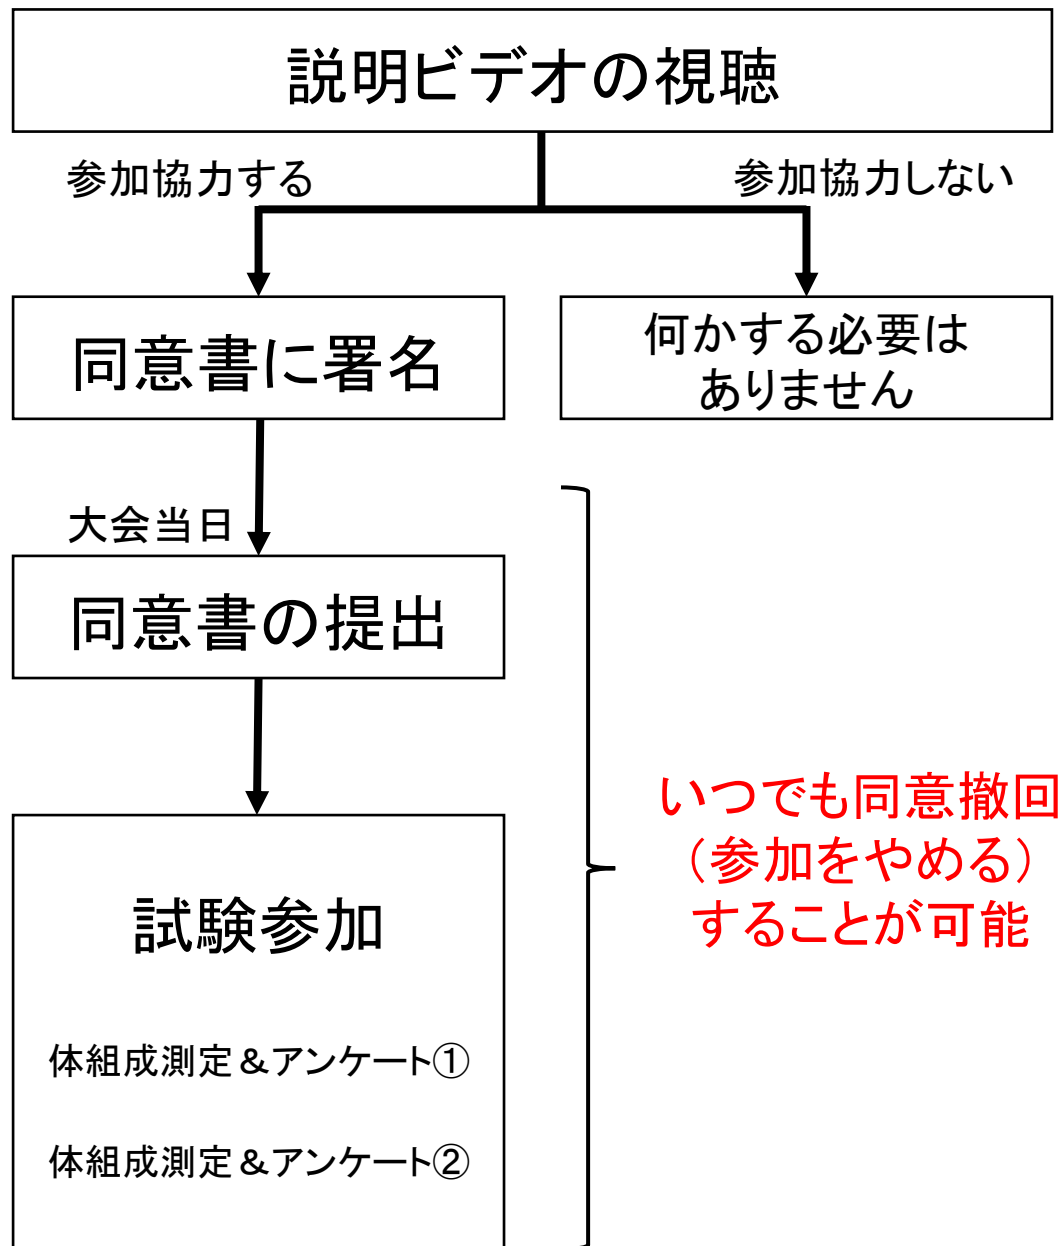 説明ビデオの視聴
参加協力する
参加協力しない
同意書に署名
何かする必要は
ありません
大会当日
同意書の提出
試験参加
体組成測定&アンケート①
体組成測定&アンケート②
いつでも同意撤回
（参加をやめる）
することが可能